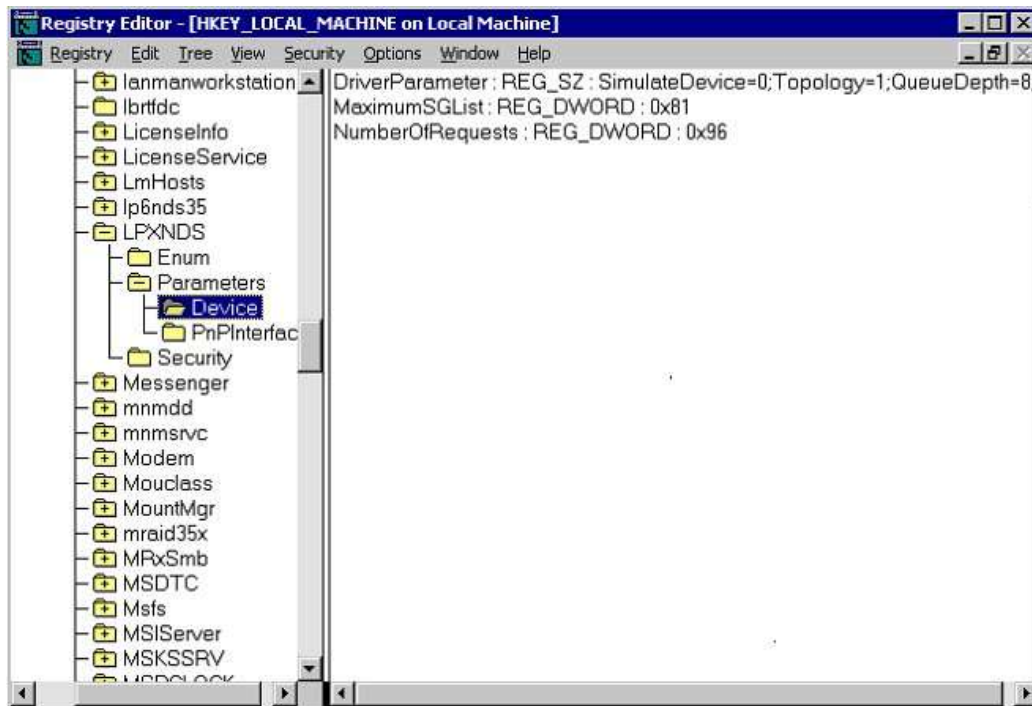 Registry Editor - [HKEY_LOCAL_MACHINE on Local Machine]
Registry Edit Tree View Security Options Window Help
lanmanworkstation
lbrtfdc
LicenseInfo
LicenseService
LmHosts
lp6nds35
LPXNDS
Enum
Parameters
Device
PnPInterfac
Security
Messenger
mnmdd
mnmsrvc
Modem
Mouclass
MountMgr
mraid35x
MRxSmb
MSDTC
Msfs
MSIServer
MSKSSRV
DriverParameter : REG_SZ : SimulateDevice=0;Topology=1;QueueDepth=8
MaximumSGList : REG_DWORD : 0x81
NumberOfRequests : REG_DWORD : 0x96